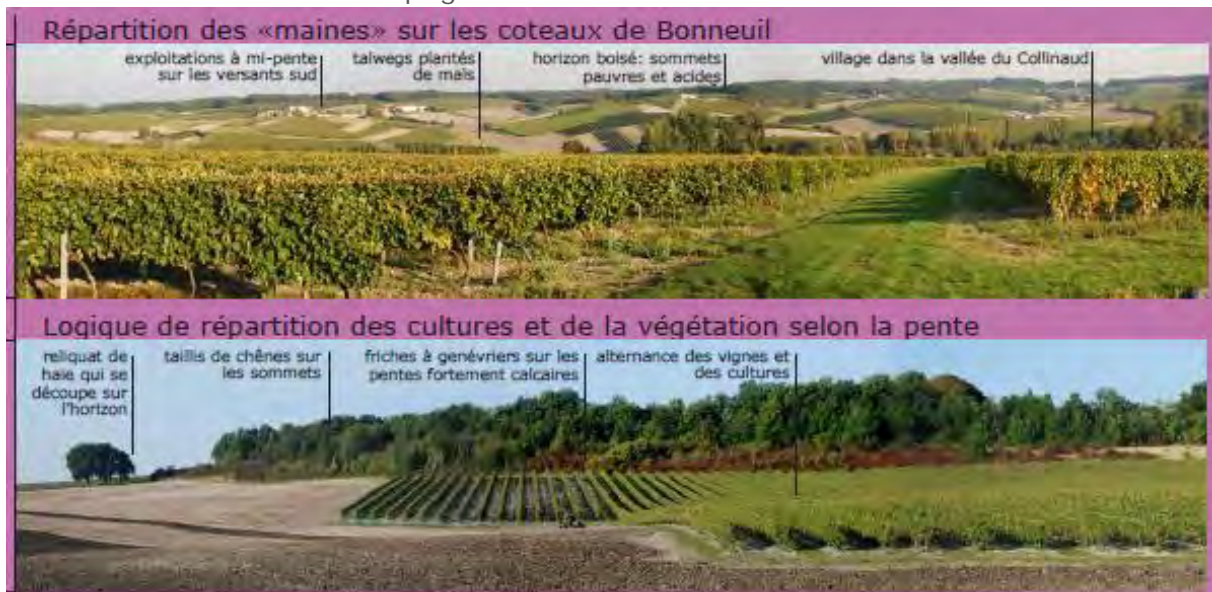 Répartition des «maines» sur les coteaux de Bonneuil
exploitations à mi-pente
sur les versants sud
talwegs plantés
de maïs
horizon boisé: sommets
pauvres et acides
village dans la vallée du Collinaud
Logique de répartition des cultures et de la végétation selon la pente
reliquat de
haie qui se
découpe sur
l'horizon
taillis de chênes sur
les sommets
friches à genévriers sur les
pentes fortement calcaires
alternance des vignes et
des cultures